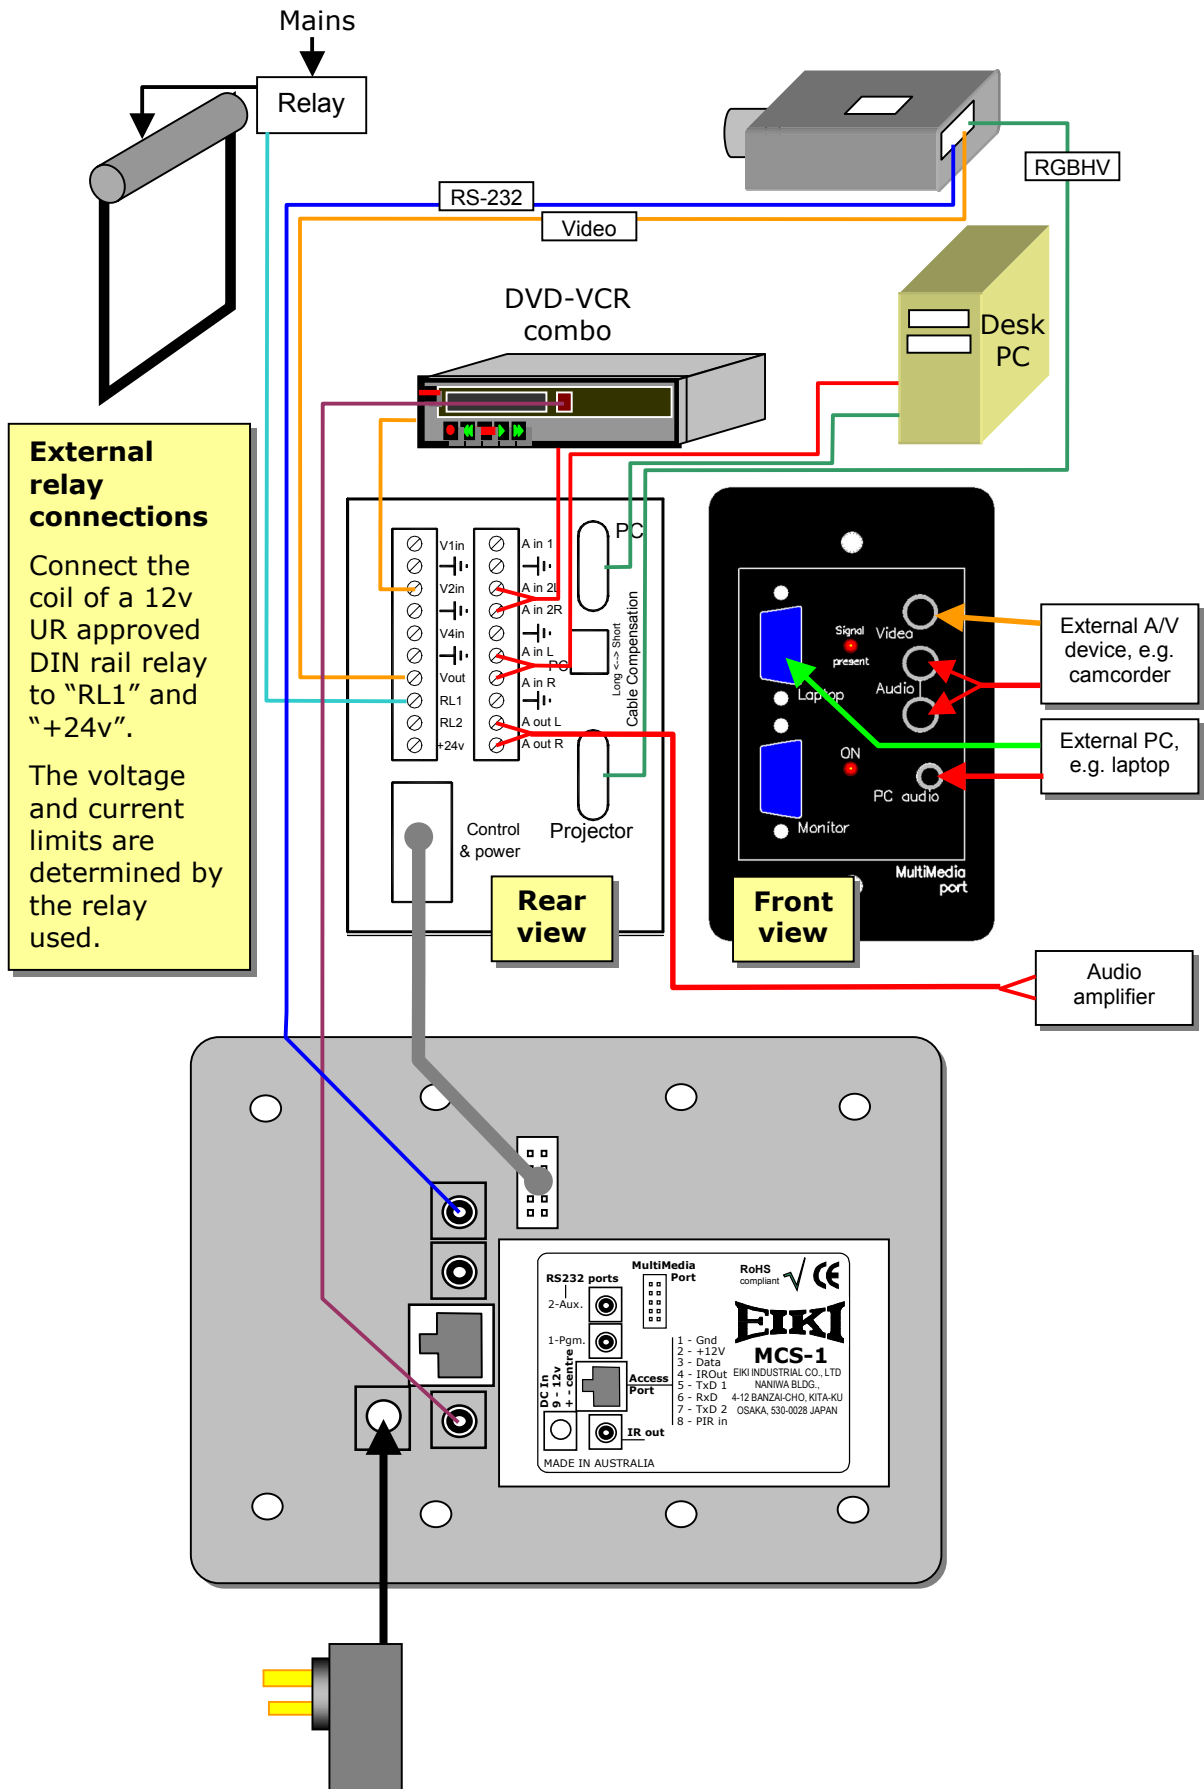 Mains
Relay
RS-232
Video
RGBHV
DVD-VCR
combo
Desk
PC
External
relay
connections
Connect the
coil of a 12v
UR approved
DIN rail relay
to “RL1” and
“+24v”.
The voltage
and current
limits are
determined by
the relay
used.
V1in
V2in
V4in
Vout
RL1
RL2
+24v
A in 1
A in 2L
A in 2R
A in L
PC
A in R
A out L
A out R
PC
Long <--> Short
Cable Compensation
Projector
Control
& power
Rear
view
Signal
present
Video
Audio
Laptop
ON
PC audio
Monitor
MultiMedia
port
Front
view
External A/V
device, e.g.
camcorder
External PC,
e.g. laptop
Audio
amplifier
RS232 ports
2-Aux.
1-Pgm.
MultiMedia
Port
DC In
9 - 12v
+ - centre
Access
Port
IR out
1 - Gnd
2 - +12V
3 - Data
4 - IROut
5 - TxD 1
6 - RxD
7 - TxD 2
8 - PIR in
MADE IN AUSTRALIA
RoHS
compliant
CE
EIKI
MCS-1
EIKI INDUSTRIAL CO., LTD
NANIWA BLDG.,
4-12 BANZAI-CHO, KITA-KU
OSAKA, 530-0028 JAPAN